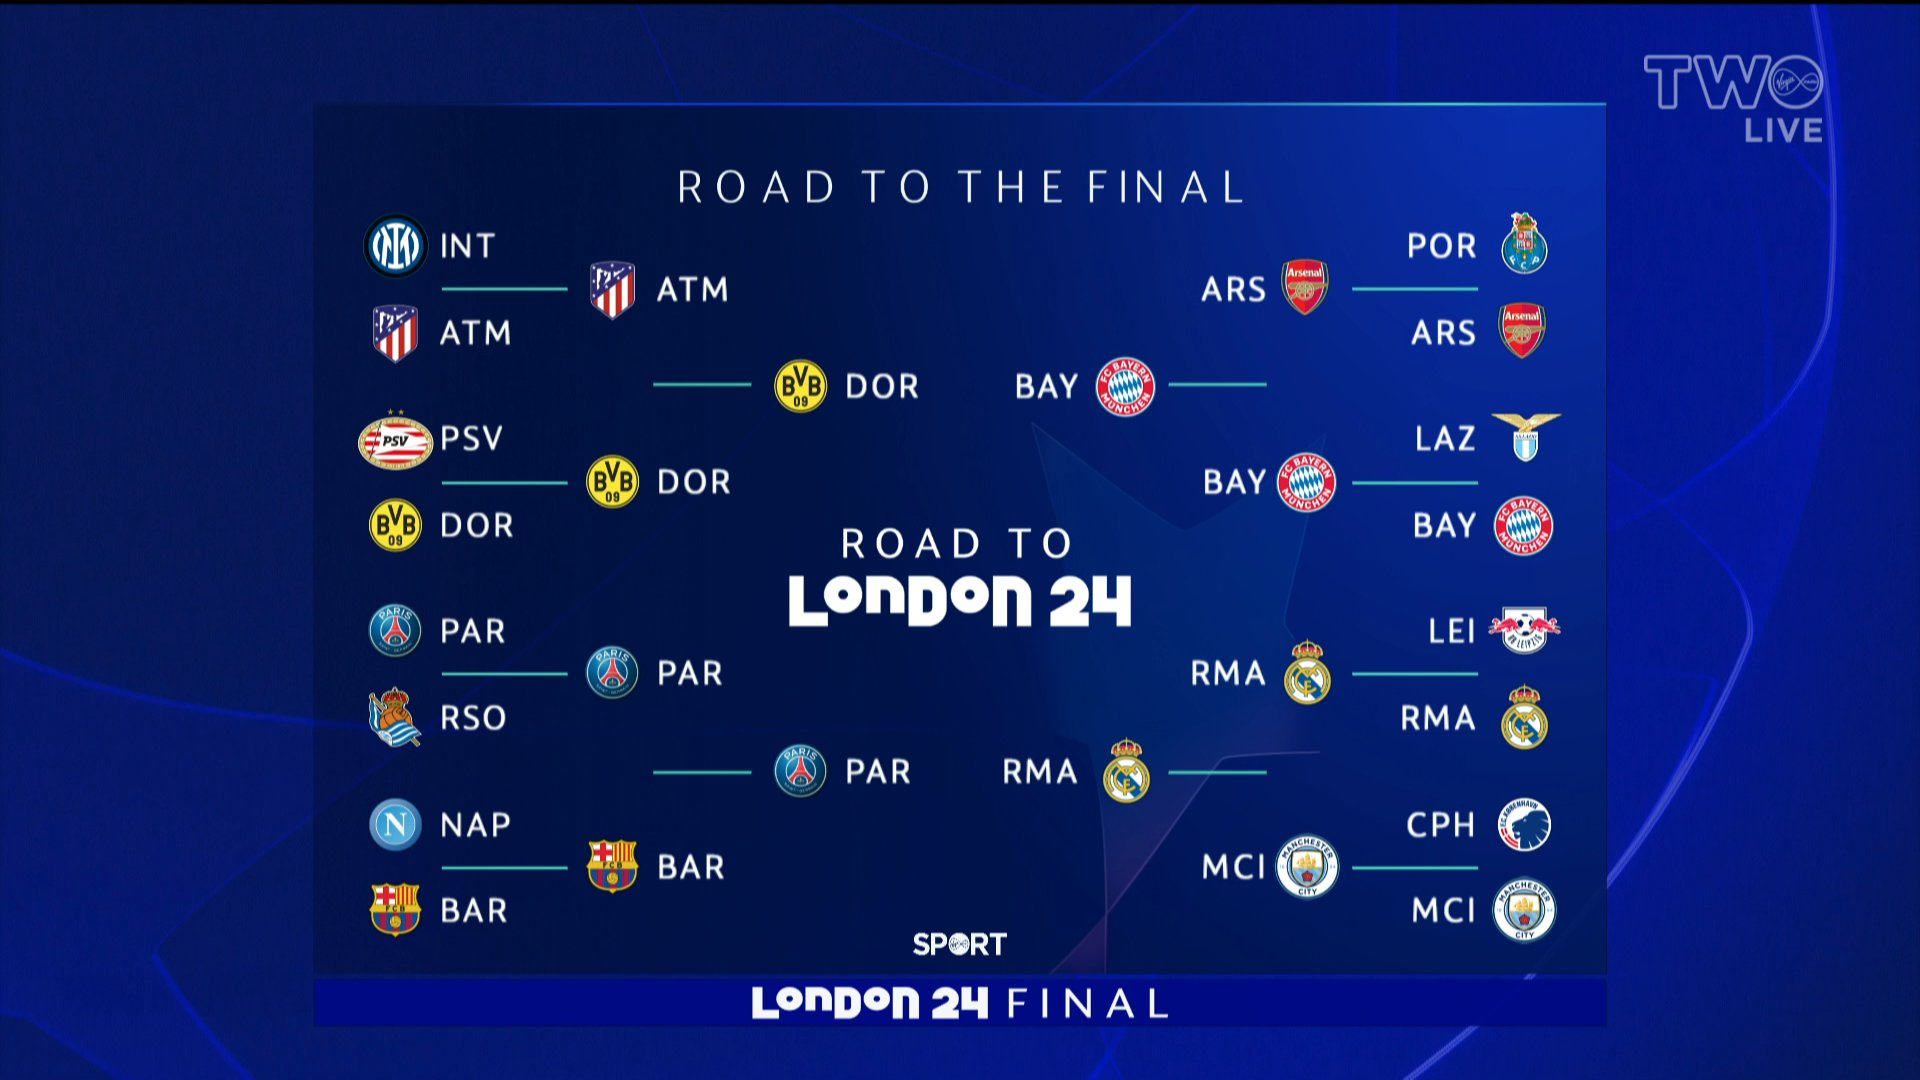 TWO
LIVE
ROAD TO THE FINAL
INT
ATM
ATM
PSV
DOR
DOR
DOR
PAR
RSO
PAR
PAR
NAP
BAR
BAR
ROAD TO
LONDON 24
POR
ARS
ARS
BAY
LAZ
BAY
BAY
LEI
RMA
RMA
RMA
CPH
MCI
MCI
SPORT
LONDON 24 FINAL